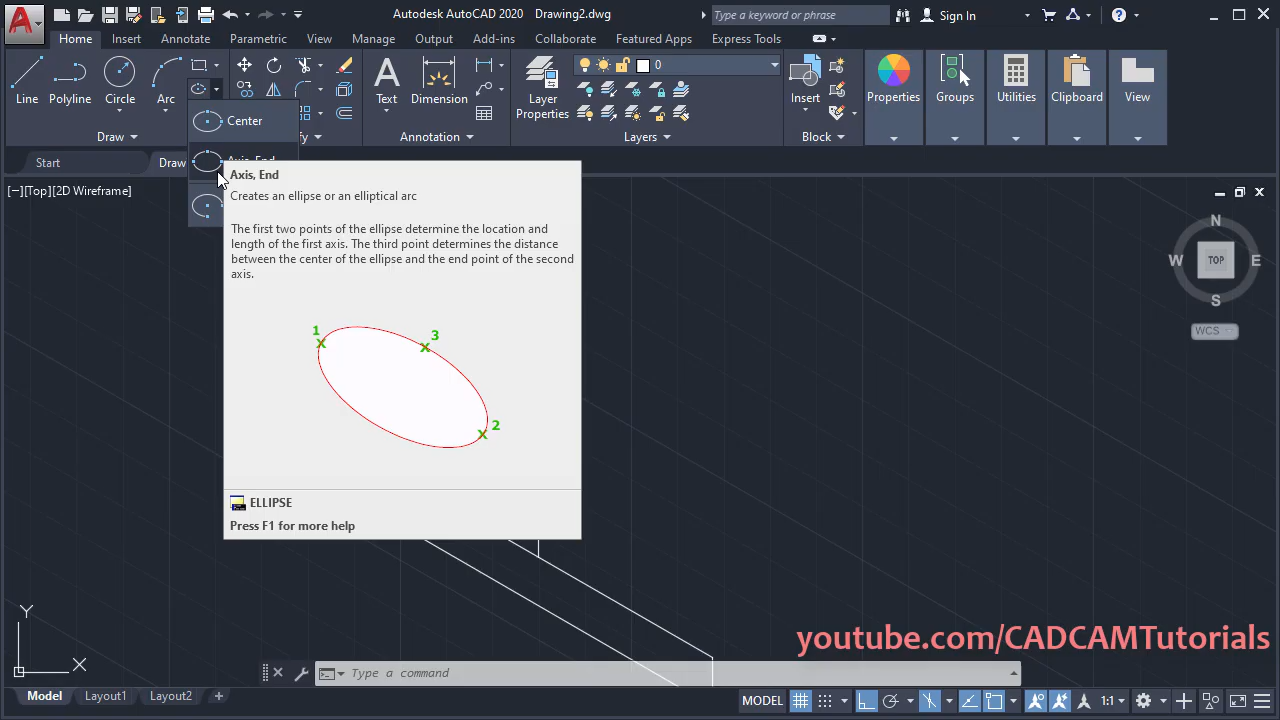 Autodesk AutoCAD 2020 Drawing2.dwg
Type a keyword or phrase
Sign In
Home Insert Annotate Parametric View Manage Output Add-ins Collaborate Featured Apps Express Tools
Line Polyline Circle Arc
Text Dimension
Layer
Properties
0
Insert
Properties Groups Utilities Clipboard View
Draw
Annotation
Layers
Block
Center
Axis, End
Start
[−][Top][2D Wireframe]
Axis, End
Creates an ellipse or an elliptical arc
The first two points of the ellipse determine the location and
length of the first axis. The third point determines the distance
between the center of the ellipse and the end point of the second
axis.
1
3
2
ELLIPSE
Press F1 for more help
N
W TOP E
S
WCS
Y
X
youtube.com/CADCAMTutorials
Type a command
Model Layout1 Layout2 +
MODEL
1:1